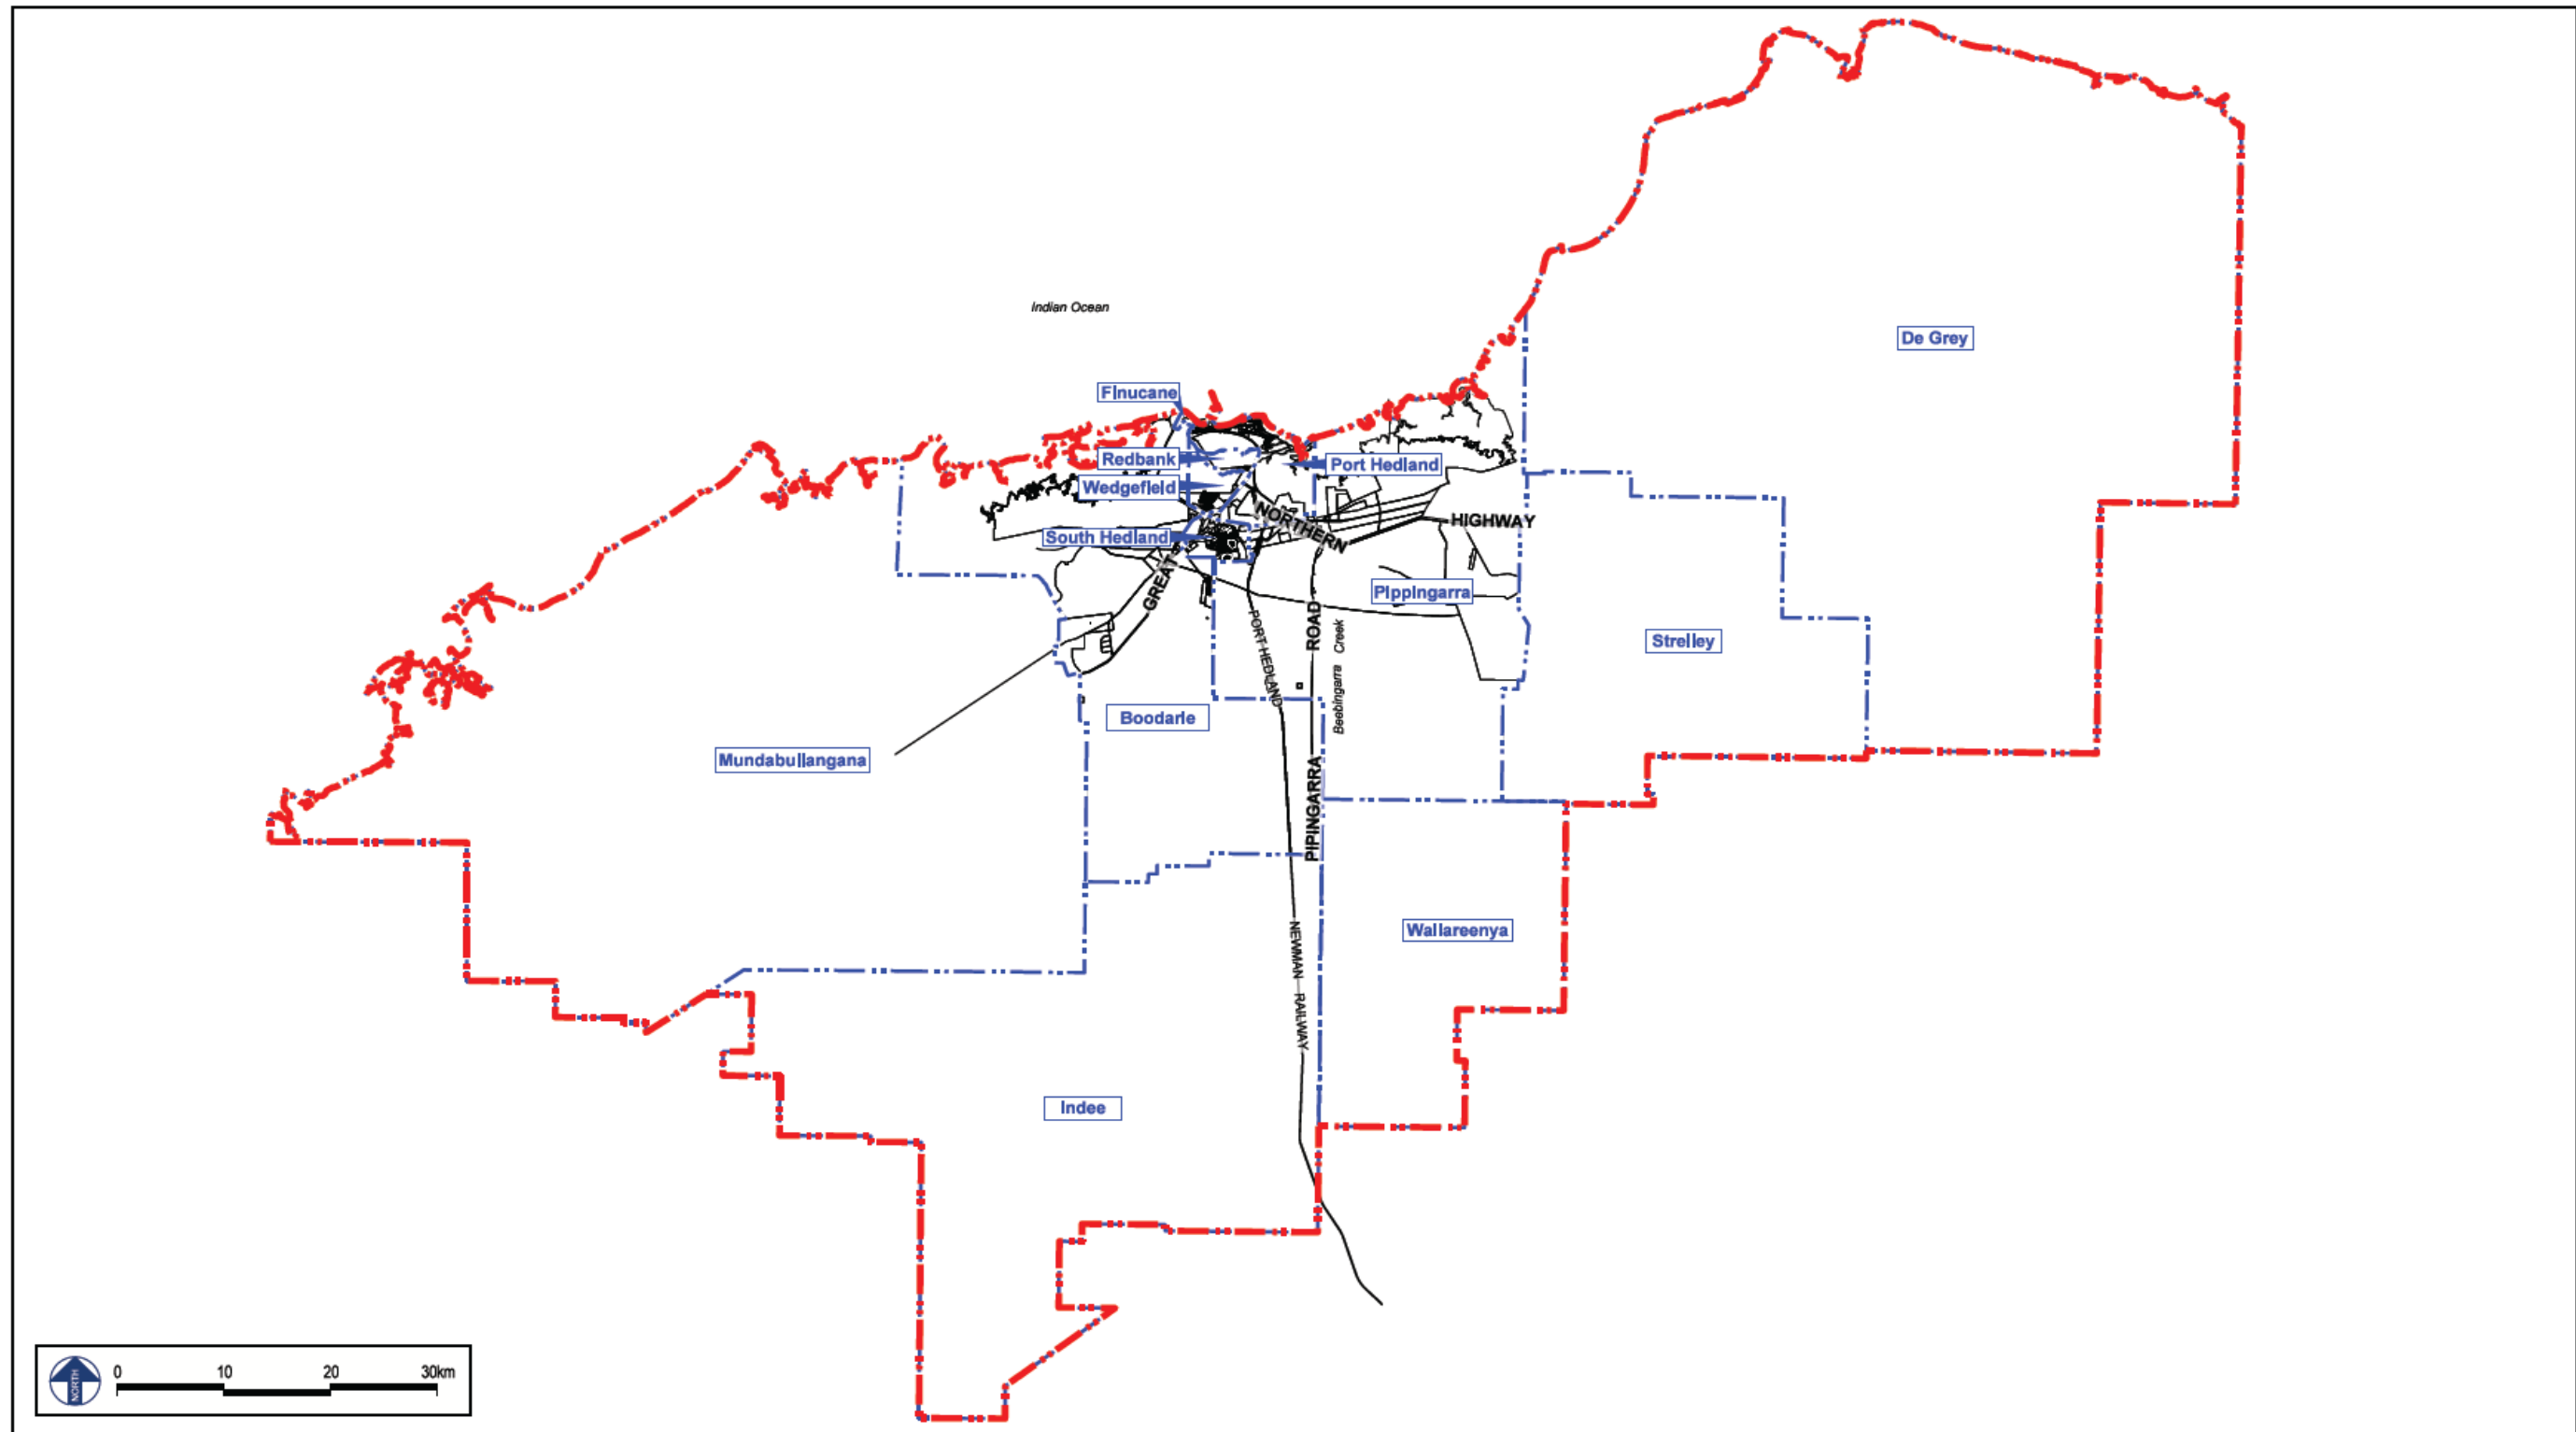 Indian Ocean
De Grey
Finucane
Redbank
Port Hedland
Wedgefield
NORTHERN
HIGHWAY
South Hedland
GREAT
Pippingarra
PORT HEDLAND
ROAD
Beebingarra Creek
Strelley
Boodarie
Mundabullangana
PIPINGARRA
NEWMAN RAILWAY
Wallareenya
Indee
NORTH
0 10 20 30km